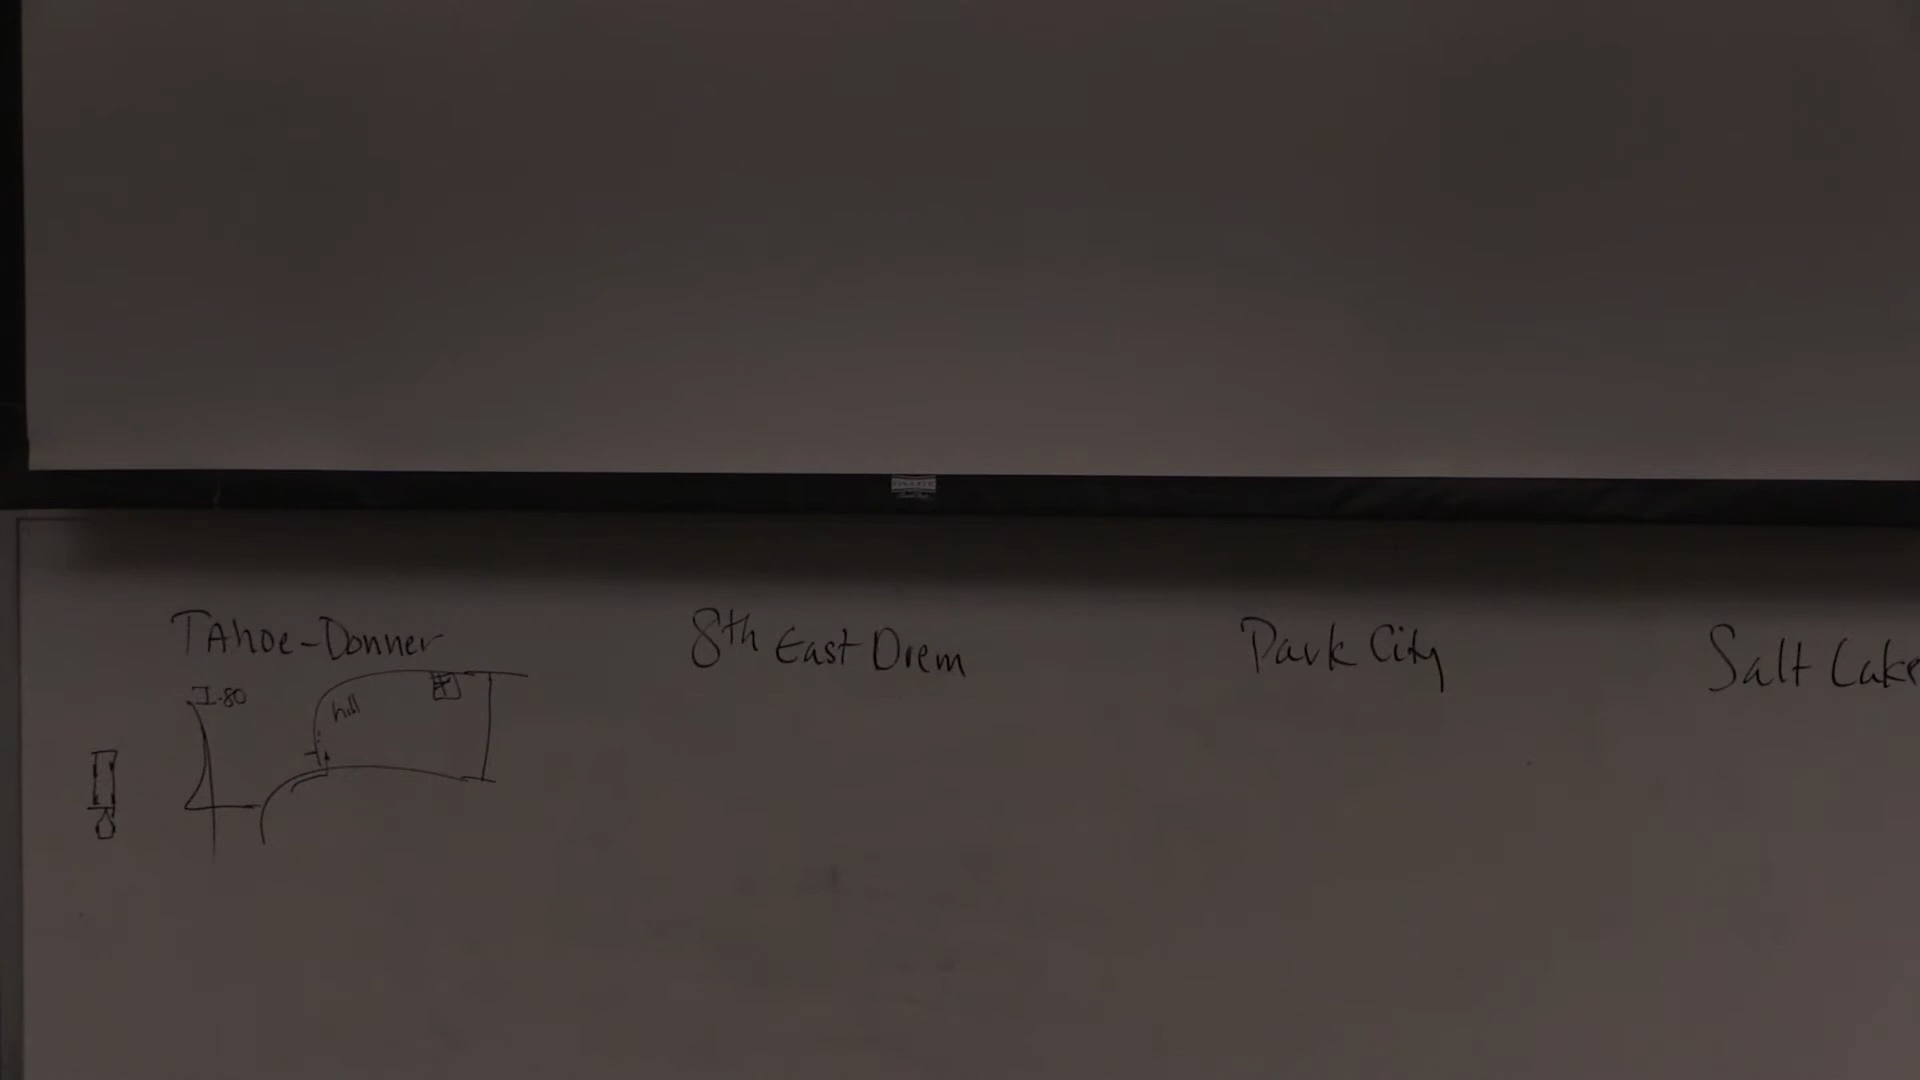 TAhoe-Donner
8th East Orem
Park City
Salt Lake
I-80
hill